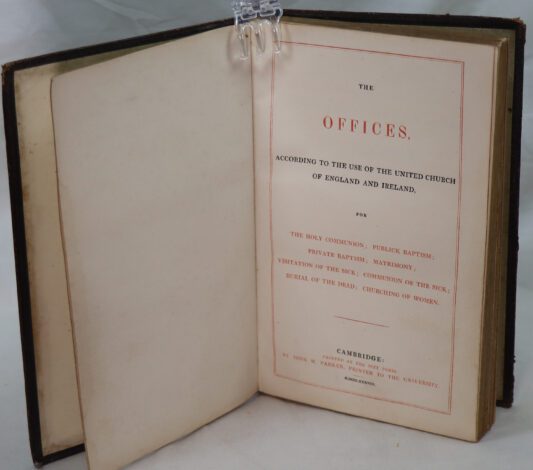 THE
OFFICES,
ACCORDING TO THE USE OF THE UNITED CHURCH
OF ENGLAND AND IRELAND,
FOR
THE HOLY COMMUNION; PUBLICK BAPTISM;
PRIVATE BAPTISM; MATRIMONY;
VISITATION OF THE SICK; COMMUNION OF THE SICK;
BURIAL OF THE DEAD; CHURCHING OF WOMEN.
CAMBRIDGE:
PRINTED AT THE PITT PRESS,
BY JOHN W. PARKER, PRINTER TO THE UNIVERSITY.